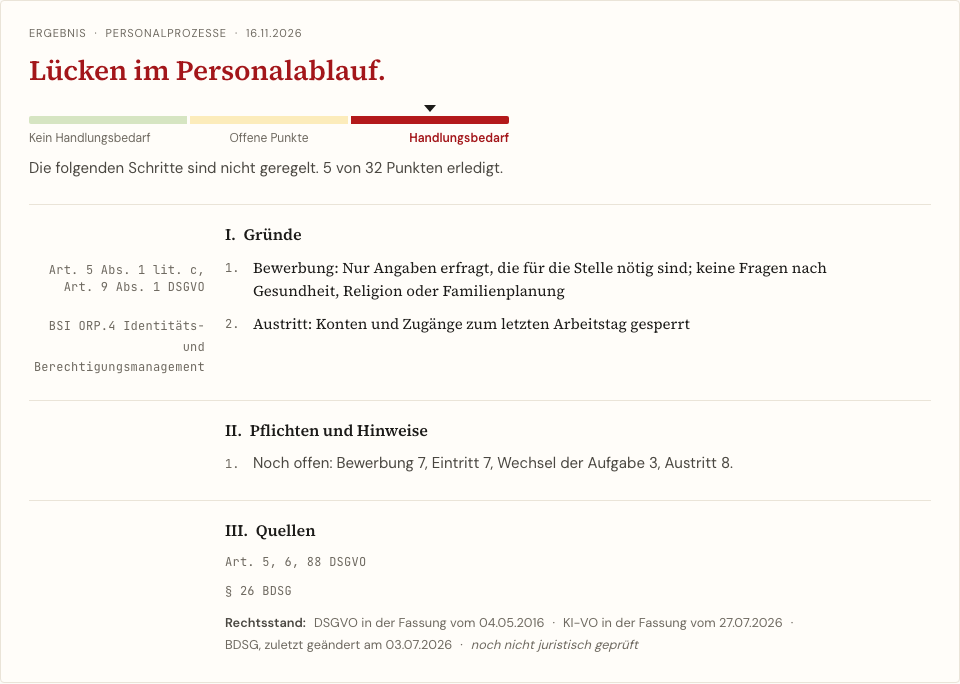 ERGEBNIS · PERSONALPROZESSE · 16.11.2026
Lücken im Personalablauf.
Kein Handlungsbedarf
Offene Punkte
Handlungsbedarf
Die folgenden Schritte sind nicht geregelt. 5 von 32 Punkten erledigt.
I. Gründe
Art. 5 Abs. 1 lit. c,
Art. 9 Abs. 1 DSGVO
1. Bewerbung: Nur Angaben erfragt, die für die Stelle nötig sind; keine Fragen nach
Gesundheit, Religion oder Familienplanung
BSI ORP.4 Identitäts-
und
Berechtigungsmanagement
2. Austritt: Konten und Zugänge zum letzten Arbeitstag gesperrt
II. Pflichten und Hinweise
1. Noch offen: Bewerbung 7, Eintritt 7, Wechsel der Aufgabe 3, Austritt 8.
III. Quellen
Art. 5, 6, 88 DSGVO
§ 26 BDSG
Rechtsstand: DSGVO in der Fassung vom 04.05.2016 · KI-VO in der Fassung vom 27.07.2026 ·
BDSG, zuletzt geändert am 03.07.2026 · noch nicht juristisch geprüft